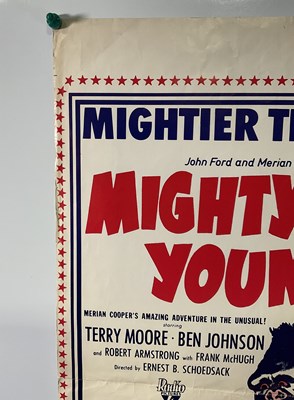 MIGHTIER T
John Ford and Merian
MIGHTY
YOUN
MERIAN COOPER'S AMAZING ADVENTURE IN THE UNUSUAL!
starring
TERRY MOORE · BEN JOHNSON
and ROBERT ARMSTRONG with FRANK McHUGH
Directed by ERNEST B. SCHOEDSACK
Radio
PICTURES